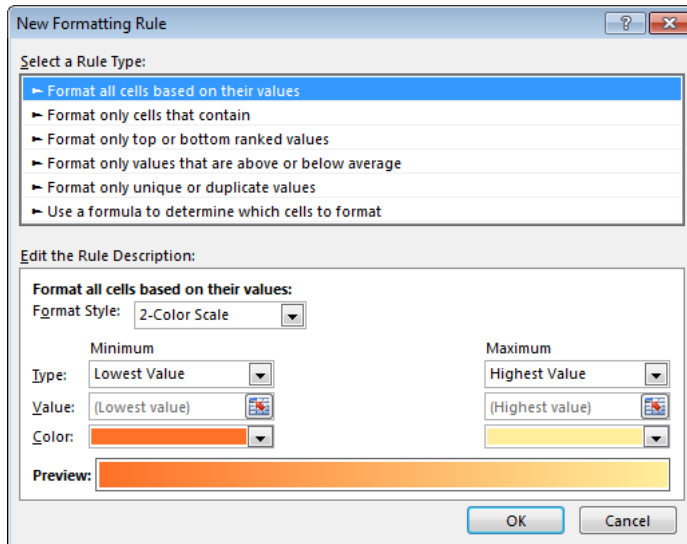 New Formatting Rule
Select a Rule Type:
► Format all cells based on their values
► Format only cells that contain
► Format only top or bottom ranked values
► Format only values that are above or below average
► Format only unique or duplicate values
► Use a formula to determine which cells to format
Edit the Rule Description:
Format all cells based on their values:
Format Style: 2-Color Scale
Minimum Maximum
Type: Lowest Value Highest Value
Value: (Lowest value) (Highest value)
Color:
Preview:
OK Cancel